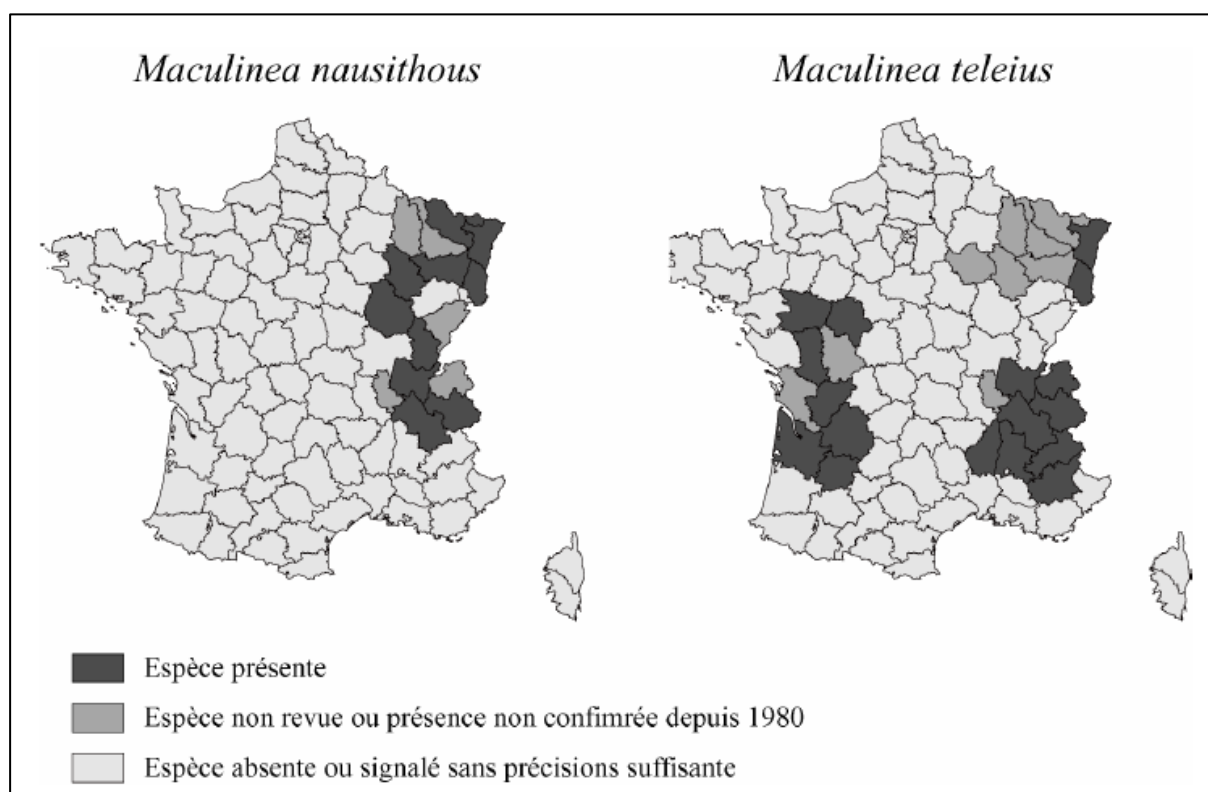 Maculinea nausithous
Maculinea teleius
Espèce présente
Espèce non revue ou présence non confimrée depuis 1980
Espèce absente ou signalé sans précisions suffisante